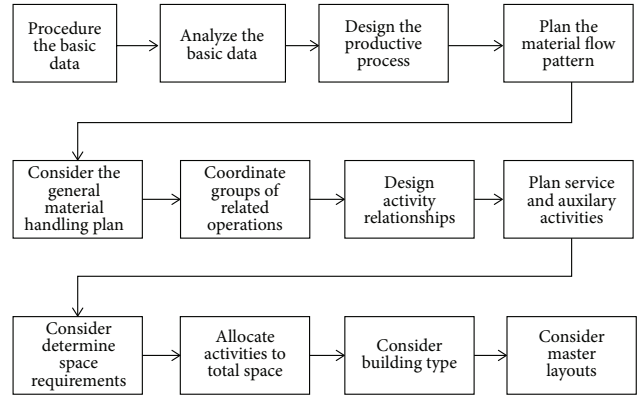 Procedure
the basic
data
Analyze the
basic data
Design the
productive
process
Plan the
material flow
pattern
Consider the
general
material
handling plan
Coordinate
groups of
related
operations
Design
activity
relationships
Plan service
and auxilary
activities
Consider
determine
space
requirements
Allocate
activities to
total space
Consider
building type
Consider
master
layouts